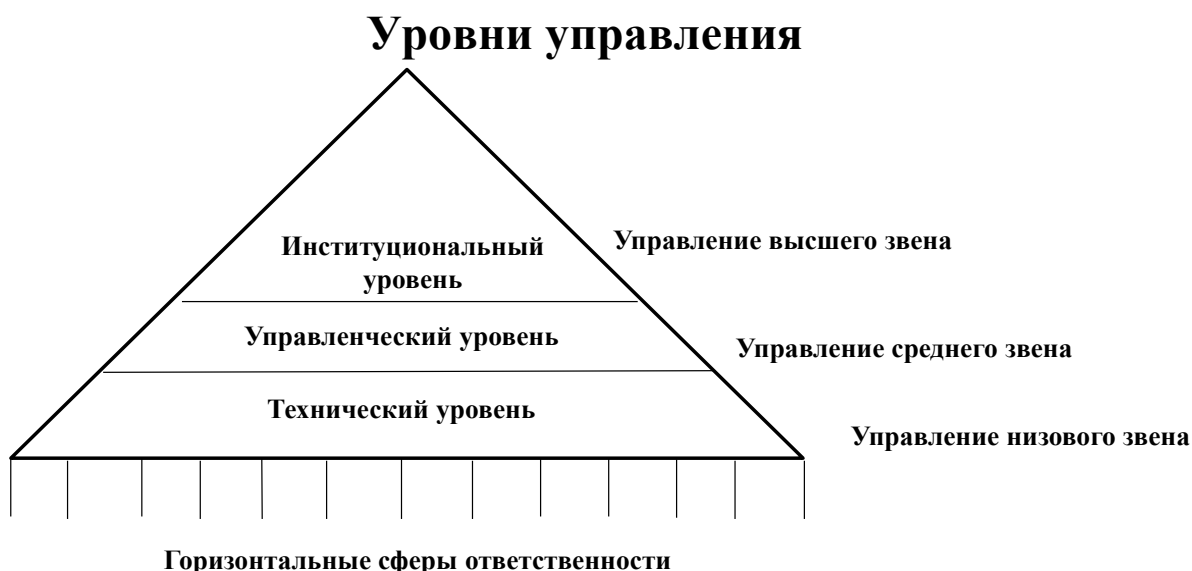 Уровни управления
Институциональный
уровень
Управление высшего звена
Управленческий уровень
Управление среднего звена
Технический уровень
Управление низового звена
Горизонтальные сферы ответственности